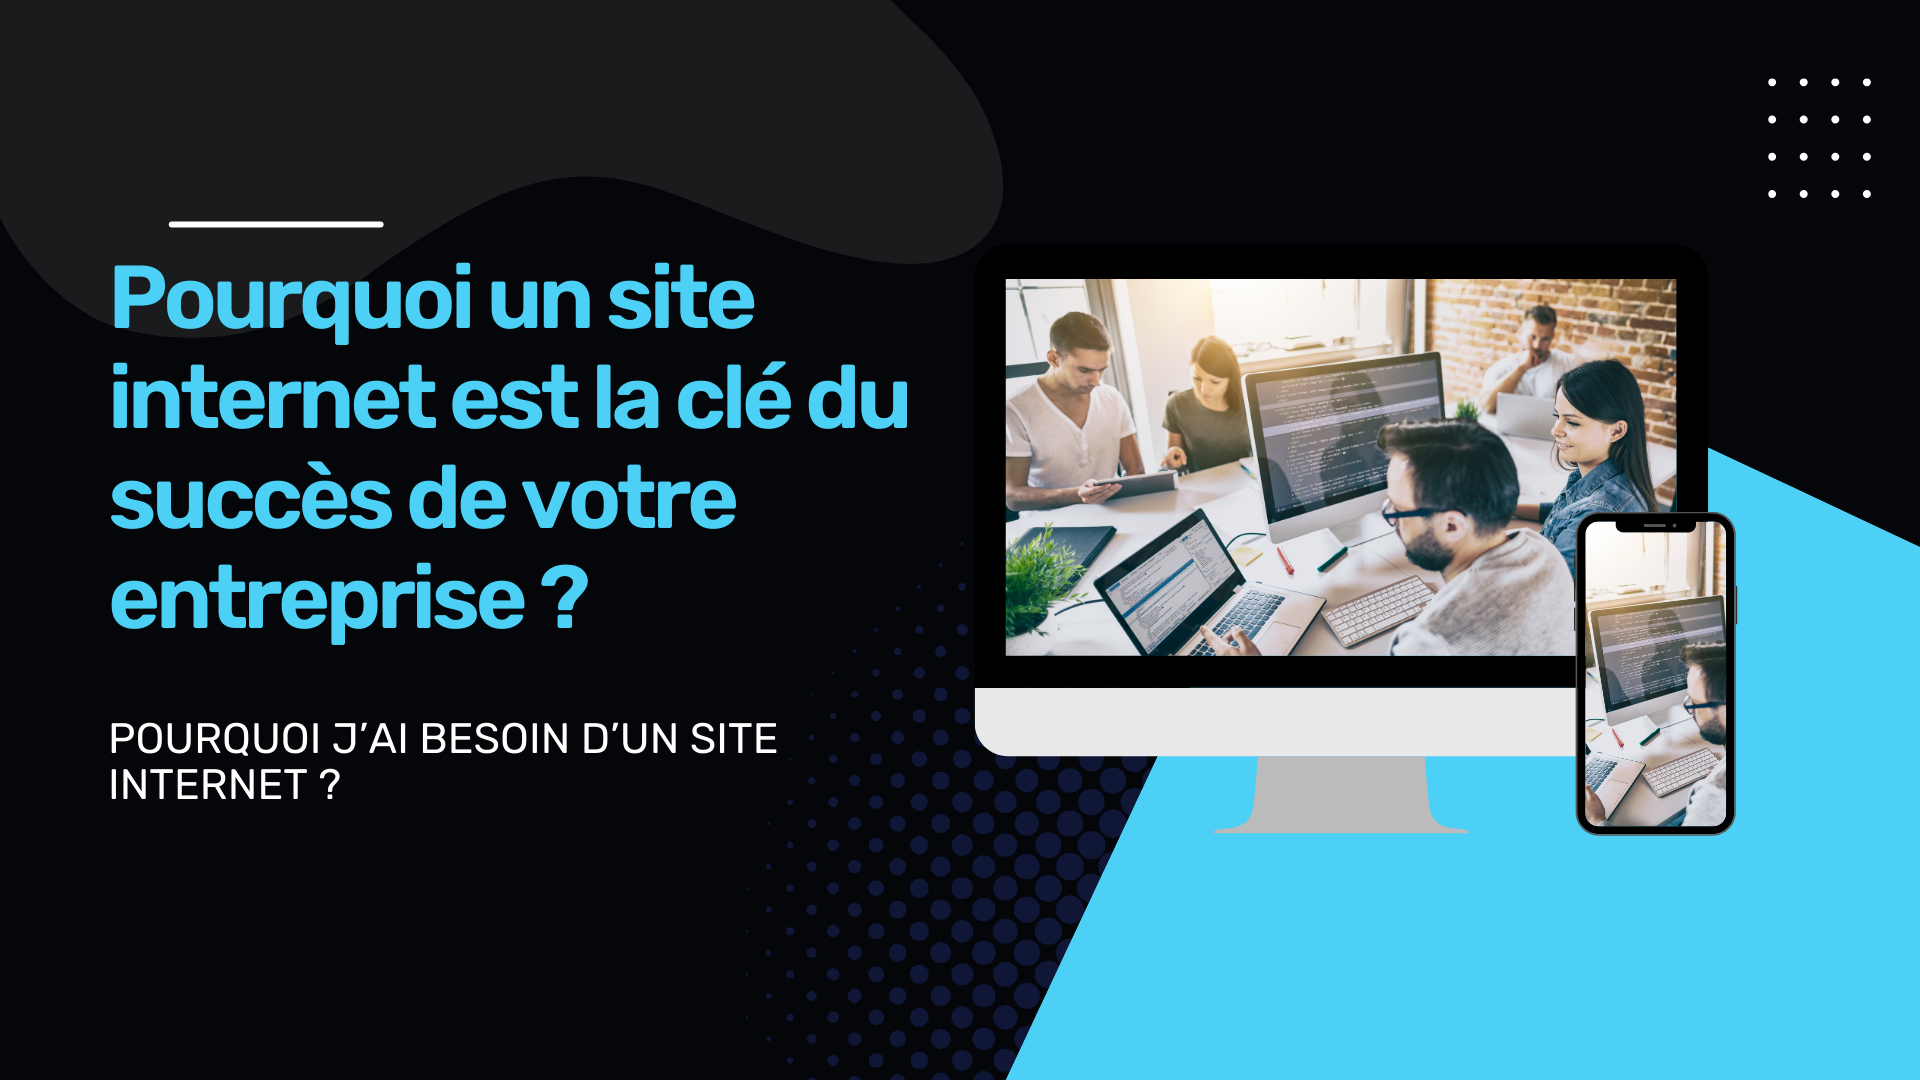 Pourquoi un site
internet est la clé du
succès de votre
entreprise ?
POURQUOI J’AI BESOIN D’UN SITE
INTERNET ?